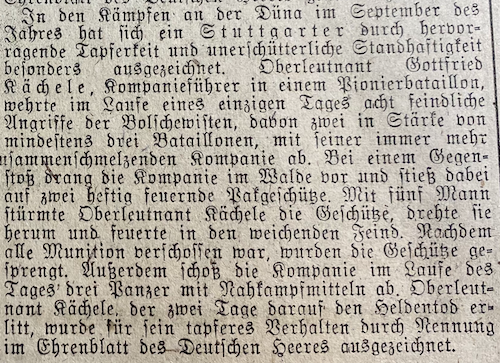 In den Kämpfen an der Düna im September des
Jahres hat sich ein Stuttgarter durch hervor-
ragende Tapferkeit und unerschütterliche Standhaftigkeit
besonders ausgezeichnet. Oberleutnant Gottfried
Kächele, Kompanieführer in einem Pionierbataillon,
wehrte im Laufe eines einzigen Tages acht feindliche
Angriffe der Bolschewisten, davon zwei in Stärke von
mindestens drei Bataillonen, mit seiner immer mehr
usammenschmelzenden Kompanie ab. Bei einem Gegen-
stoß drang die Kompanie im Walde vor und stieß dabei
auf zwei heftig feuernde Pakgeschütze. Mit fünf Mann
stürmte Oberleutnant Kächele die Geschütze, drehte sie
herum und feuerte in den weichenden Feind. Nachdem
alle Munition verschossen war, wurden die Geschütze ge-
sprengt. Außerdem schoß die Kompanie im Laufe des
Tages drei Panzer mit Nahkampfmitteln ab. Oberleut-
nant Kächele, der zwei Tage darauf den Heldentod er-
litt, wurde für sein tapferes Verhalten durch Nennung
im Ehrenblatt des Deutschen Heeres ausgezeichnet.